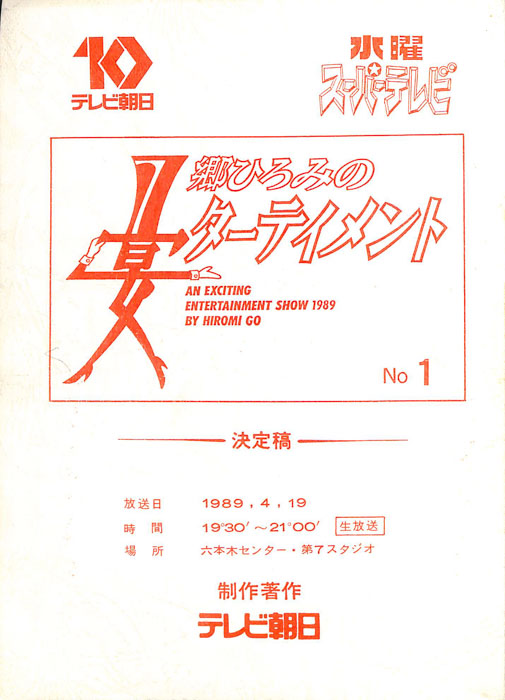 10
テレビ朝日
水曜
スーパーテレビ
郷ひろみの
宴ターテイメント
AN EXCITING
ENTERTAINMENT SHOW 1989
BY HIROMI GO
No 1
決定稿
放送日 1989,4,19
時間 19°30′～21°00′ 生放送
場所 六本木センター・第7スタジオ
制作著作
テレビ朝日